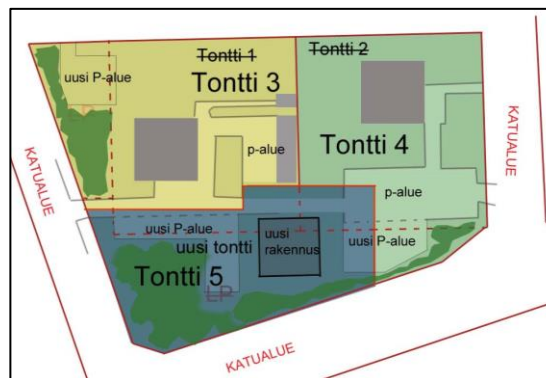 Tontti 1
Tontti 2
uusi P-alue
Tontti 3
p-alue
Tontti 4
KATUALUE
KATUALUE
p-alue
uusi P-alue
uusi
rakennus
uusi P-alue
uusi tontti
Tontti 5
LP
KATUALUE